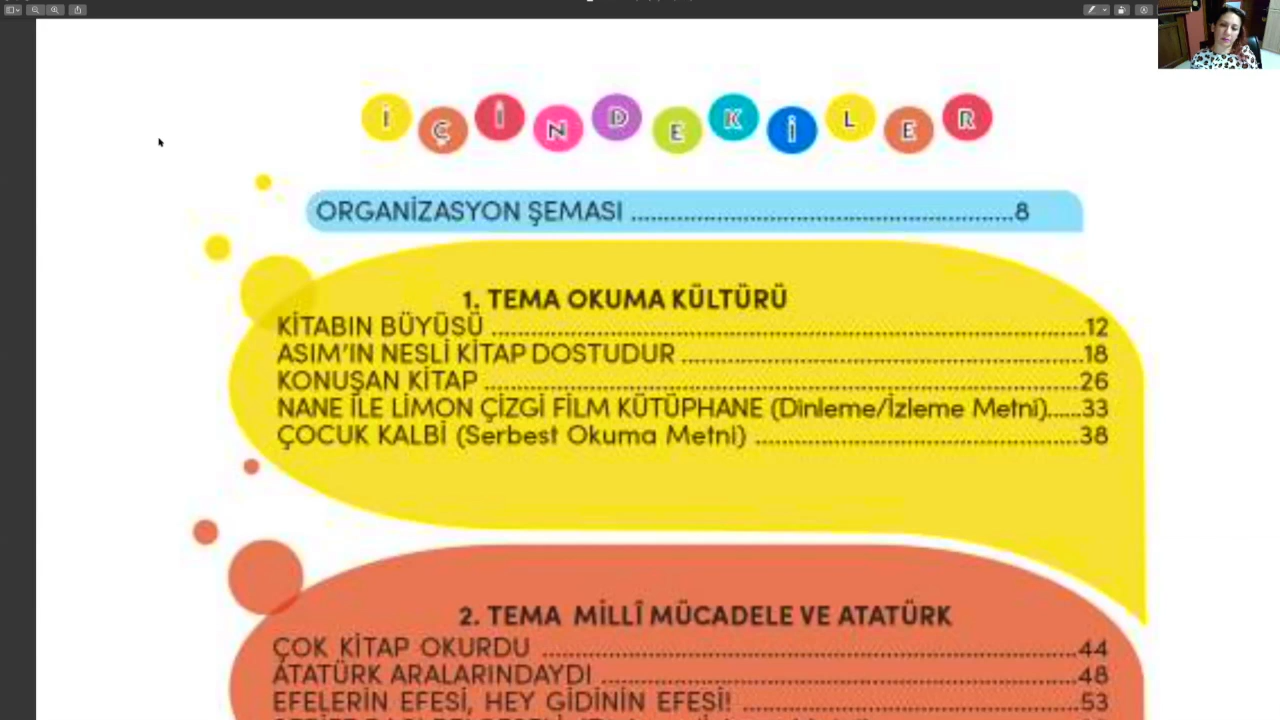 İÇİNDEKİLER
ORGANİZASYON ŞEMASI ........................................................8
1. TEMA OKUMA KÜLTÜRÜ
KİTABIN BÜYÜSÜ ........................................................12
ASIM’IN NESLİ KİTAP DOSTUDUR ........................................................18
KONUŞAN KİTAP ........................................................26
NANE İLE LİMON ÇİZGİ FİLM KÜTÜPHANE (Dinleme/İzleme Metni)......33
ÇOCUK KALBİ (Serbest Okuma Metni) ........................................................38
2. TEMA MİLLÎ MÜCADELE VE ATATÜRK
ÇOK KİTAP OKURDU ........................................................44
ATATÜRK ARALARINDAYDI ........................................................48
EFELERİN EFESİ, HEY GİDİNİN EFESİ! ........................................................53